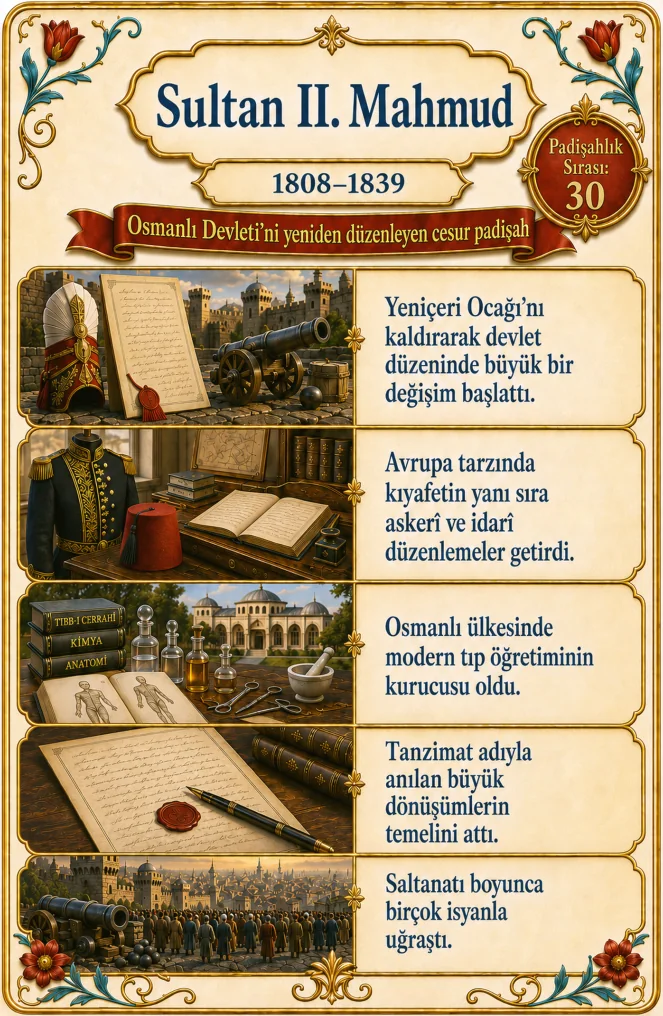 Sultan II. Mahmud
1808–1839
Padişahlık
Sırası:
30
Osmanlı Devleti'ni yeniden düzenleyen cesur padişah
Yeniçeri Ocağı'nı
kaldırarak devlet
düzeninde büyük bir
değişim başlattı.
Avrupa tarzında
kıyafetin yanı sıra
askerî ve idarî
düzenlemeler getirdi.
TIBB-I CERRAHİ
KİMYA
ANATOMİ
Osmanlı ülkesinde
modern tıp öğretiminin
kurucusu oldu.
Tanzimat adıyla
anılan büyük
dönüşümlerin
temelini attı.
Saltanatı boyunca
birçok isyanla
uğraştı.